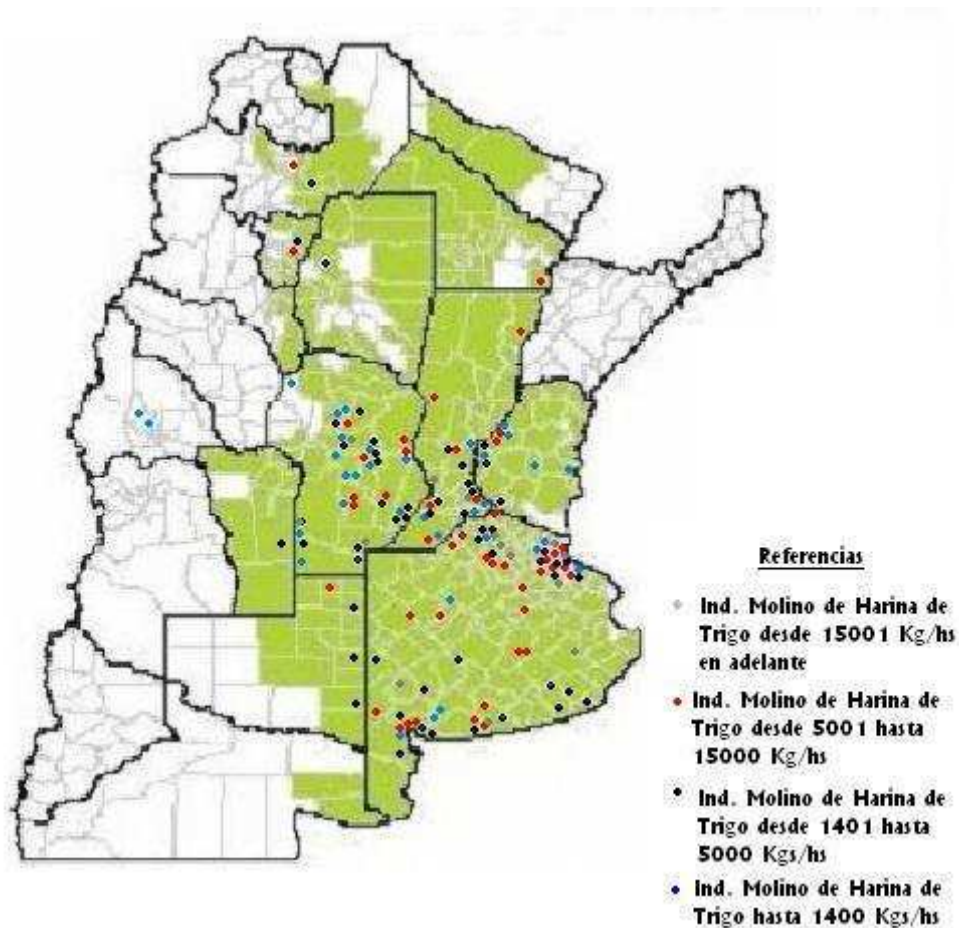 Referencias
Ind. Molino de Harina de
Trigo desde 15001 Kg/hs
en adelante
Ind. Molino de Harina de
Trigo desde 5001 hasta
15000 Kg/hs
Ind. Molino de Harina de
Trigo desde 1401 hasta
5000 Kgs/hs
Ind. Molino de Harina de
Trigo hasta 1400 Kgs/hs